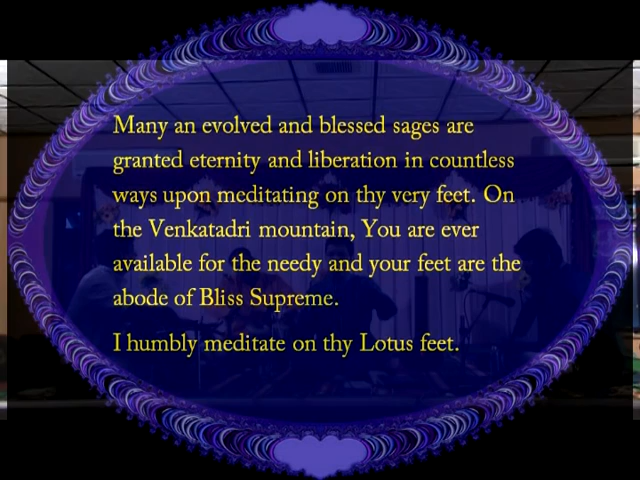 Many an evolved and blessed sages are
granted eternity and liberation in countless
ways upon meditating on thy very feet. On
the Venkatadri mountain, You are ever
available for the needy and your feet are the
abode of Bliss Supreme.
I humbly meditate on thy Lotus feet.